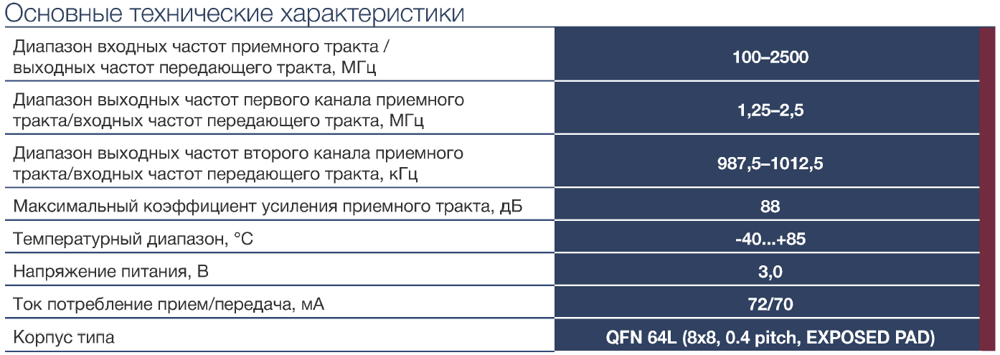 Основные технические характеристики
Диапазон входных частот приемного тракта /
выходных частот передающего тракта, МГц
100–2500
Диапазон выходных частот первого канала приемного
тракта/входных частот передающего тракта, МГц
1,25–2,5
Диапазон выходных частот второго канала приемного
тракта/входных частот передающего тракта, кГц
987,5–1012,5
Максимальный коэффициент усиления приемного тракта, дБ
88
Температурный диапазон, °С
-40...+85
Напряжение питания, В
3,0
Ток потребление прием/передача, мА
72/70
Корпус типа
QFN 64L (8x8, 0.4 pitch, EXPOSED PAD)